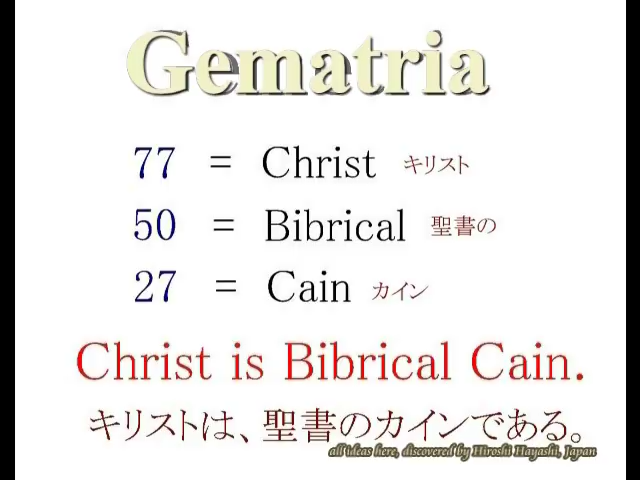 Gematria
77 = Christ キリスト
50 = Bibrical 聖書の
27 = Cain カイン
Christ is Bibrical Cain.
キリストは、聖書のカインである。
all ideas here, discovered by Hiroshi Hayashi, Japan